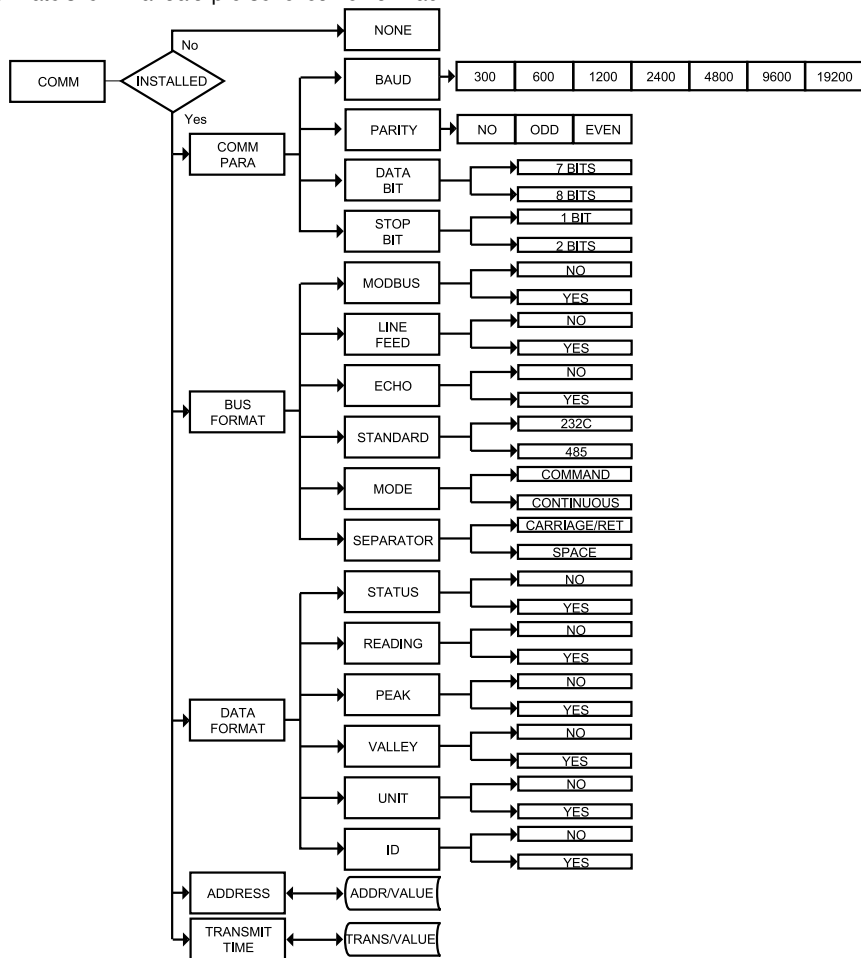 NONE
No
COMM
INSTALLED
BAUD
300 600 1200 2400 4800 9600 19200
Yes
COMM
PARA
PARITY
NO ODD EVEN
DATA
BIT
7 BITS
8 BITS
STOP
BIT
1 BIT
2 BITS
BUS
FORMAT
MODBUS
NO
YES
LINE
FEED
NO
YES
ECHO
NO
YES
STANDARD
232C
485
MODE
COMMAND
CONTINUOUS
SEPARATOR
CARRIAGE/RET
SPACE
DATA
FORMAT
STATUS
NO
YES
READING
NO
YES
PEAK
NO
YES
VALLEY
NO
YES
UNIT
NO
YES
ID
NO
YES
ADDRESS
ADDR/VALUE
TRANSMIT
TIME
TRANS/VALUE